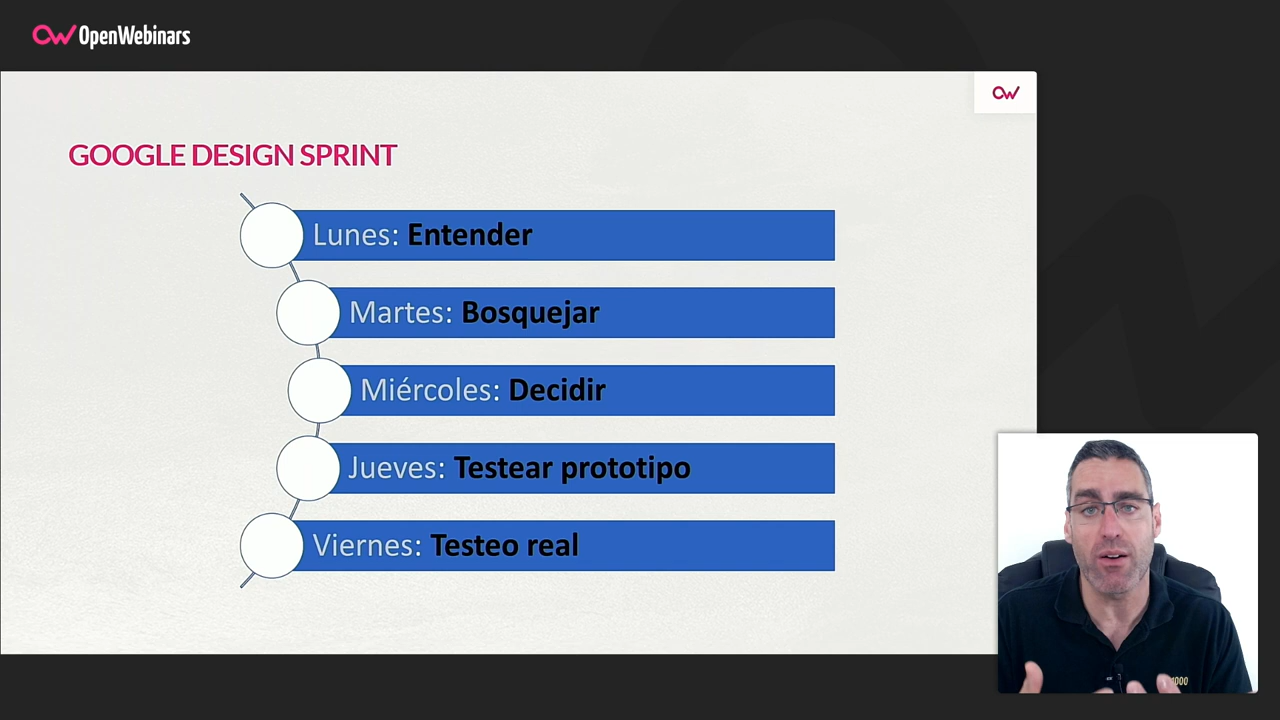 OpenWebinars
GOOGLE DESIGN SPRINT
Lunes: Entender
Martes: Bosquejar
Miércoles: Decidir
Jueves: Testear prototipo
Viernes: Testeo real